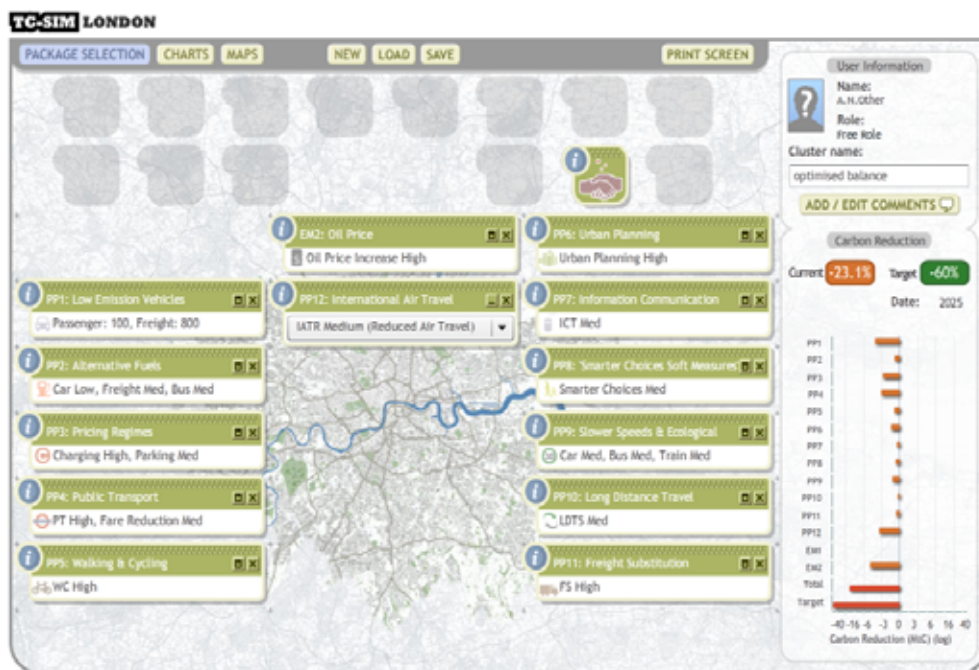 TC-SIM LONDON
PACKAGE SELECTION CHARTS MAPS NEW LOAD SAVE PRINT SCREEN
User Information
Name:
A.N.Other
Role:
Free Role
Cluster name:
optimised balance
ADD / EDIT COMMENTS
EM2: Oil Price
Oil Price Increase High
PP6: Urban Planning
Urban Planning High
PP1: Low Emission Vehicles
Passenger: 100, Freight: 800
PP12: International Air Travel
IATR Medium (Reduced Air Travel)
PP7: Information Communication
ICT Med
PP2: Alternative Fuels
Car Low, Freight Med, Bus Med
PP8: 'Smarter Choices Soft Measures
Smarter Choices Med
PP3: Pricing Regimes
Charging High, Parking Med
PP9: Slower Speeds & Ecological
Car Med, Bus Med, Train Med
PP4: Public Transport
PT High, Fare Reduction Med
PP10: Long Distance Travel
LDTS Med
PP5: Walking & Cycling
WC High
PP11: Freight Substitution
FS High
Carbon Reduction
Current -23.1% Target -60%
Date: 2025
PP1
PP2
PP3
PP4
PP5
PP6
PP7
PP8
PP9
PP10
PP11
PP12
EM1
EM2
Total
Target
-40 -16 -6 -3 0 3 6 16 40
Carbon Reduction (MtC) (log)